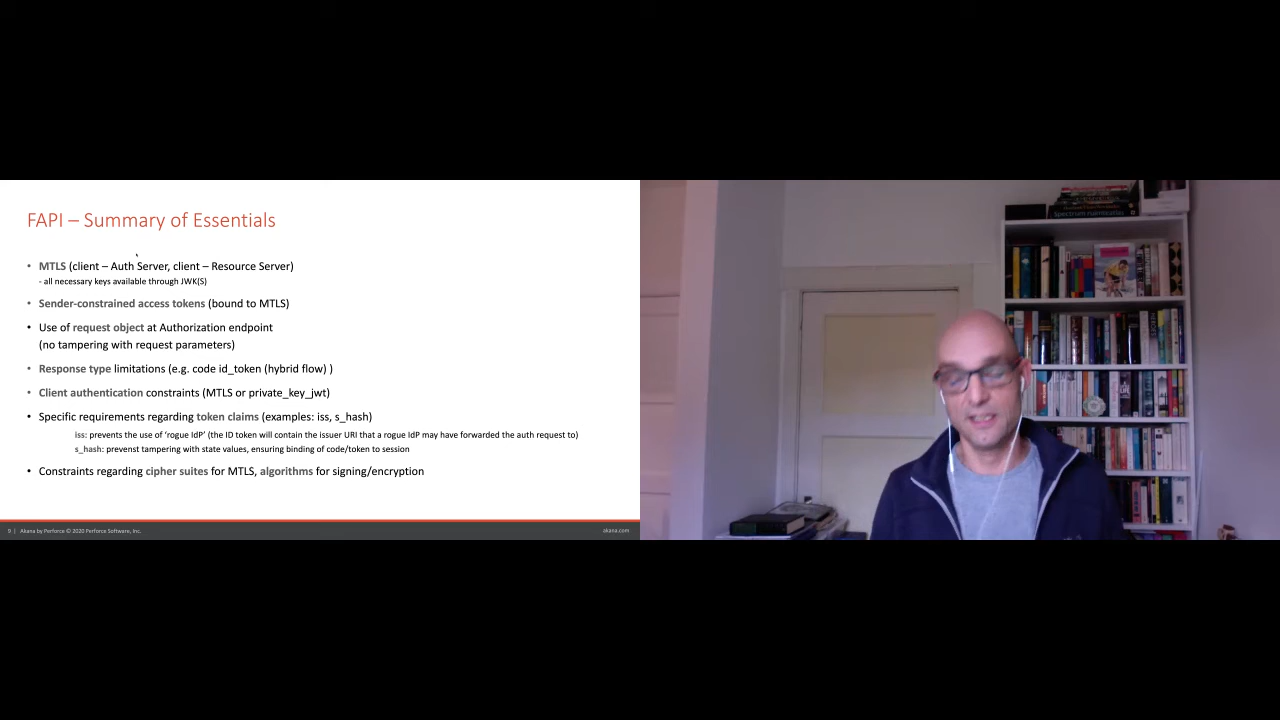 FAPI – Summary of Essentials
• MTLS (client – Auth Server, client – Resource Server)
- all necessary keys available through JWK(S)
• Sender-constrained access tokens (bound to MTLS)
• Use of request object at Authorization endpoint
(no tampering with request parameters)
• Response type limitations (e.g. code id_token (hybrid flow) )
• Client authentication constraints (MTLS or private_key_jwt)
• Specific requirements regarding token claims (examples: iss, s_hash)
iss: prevents the use of ‘rogue IdP’ (the ID token will contain the issuer URI that a rogue IdP may have forwarded the auth request to)
s_hash: prevenst tampering with state values, ensuring binding of code/token to session
• Constraints regarding cipher suites for MTLS, algorithms for signing/encryption
9 | Akana by Perforce © 2020 Perforce Software, Inc.
akana.com
Spectrum